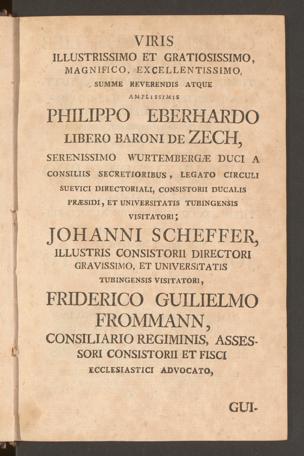 VIRIS
ILLUSTRISSIMO ET GRATIOSISSIMO,
MAGNIFICO, EXCELLENTISSIMO,
SUMME REVERENDIS ATQUE
AMPLISSIMIS
PHILIPPO EBERHARDO
LIBERO BARONI DE ZECH,
SERENISSIMO WURTEMBERGÆ DUCI A
CONSILIIS SECRETIORIBUS, LEGATO CIRCULI
SUEVICI DIRECTORIALI, CONSISTORII DUCALIS
PRÆSIDI, ET UNIVERSITATIS TUBINGENSIS
VISITATORI;
JOHANNI SCHEFFER,
ILLUSTRIS CONSISTORII DIRECTORI
GRAVISSIMO, ET UNIVERSITATIS
TUBINGENSIS VISITATORI,
FRIDERICO GUILIELMO
FROMMANN,
CONSILIARIO REGIMINIS, ASSES-
SORI CONSISTORII ET FISCI
ECCLESIASTICI ADVOCATO,
GUI-